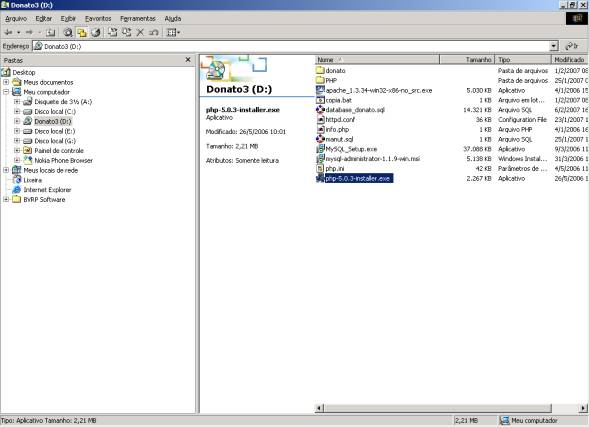 Donato3 (D:)
Arquivo Editar Exibir Favoritos Ferramentas Ajuda
Endereço Donato3 (D:) Ir
Pastas
Desktop
Meus documentos
Meu computador
Disquete de 3½ (A:)
Disco local (C:)
Donato3 (D:)
Disco local (E:)
Disco local (G:)
Painel de controle
Nokia Phone Browser
Meus locais de rede
Lixeira
Internet Explorer
BVRP Software
Donato3 (D:)
php-5.0.3-installer.exe
Aplicativo
Modificado: 26/5/2006 10:01
Tamanho: 2,21 MB
Atributos: Somente leitura
Nome Tamanho Tipo Modificado
donato Pasta de arquivos 1/2/2007 08
PHP Pasta de arquivos 25/1/2007 0
apache_1.3.34-win32-x86-no_src.exe 5.030 KB Aplicativo 4/1/2006 15
copia.bat 1 KB Arquivo em lot... 1/2/2007 08
database_donato.sql 14.321 KB Arquivo SQL 6/2/2007 16
httpd.conf 36 KB Configuration File 23/1/2007 1
info.php 1 KB Arquivo PHP 4/1/2006 16
manut.sql 1 KB Arquivo SQL 25/1/2007 1
MySQL_Setup.exe 37.088 KB Aplicativo 9/3/2006 11
mysql-administrator-1.1.9-win.msi 5.138 KB Windows Instal... 31/3/2006 1
php.ini 42 KB Parâmetros de ... 4/5/2006 11
php-5.0.3-installer.exe 2.267 KB Aplicativo 26/5/2006 1
Tipo: Aplicativo Tamanho: 2,21 MB 2,21 MB Meu computador